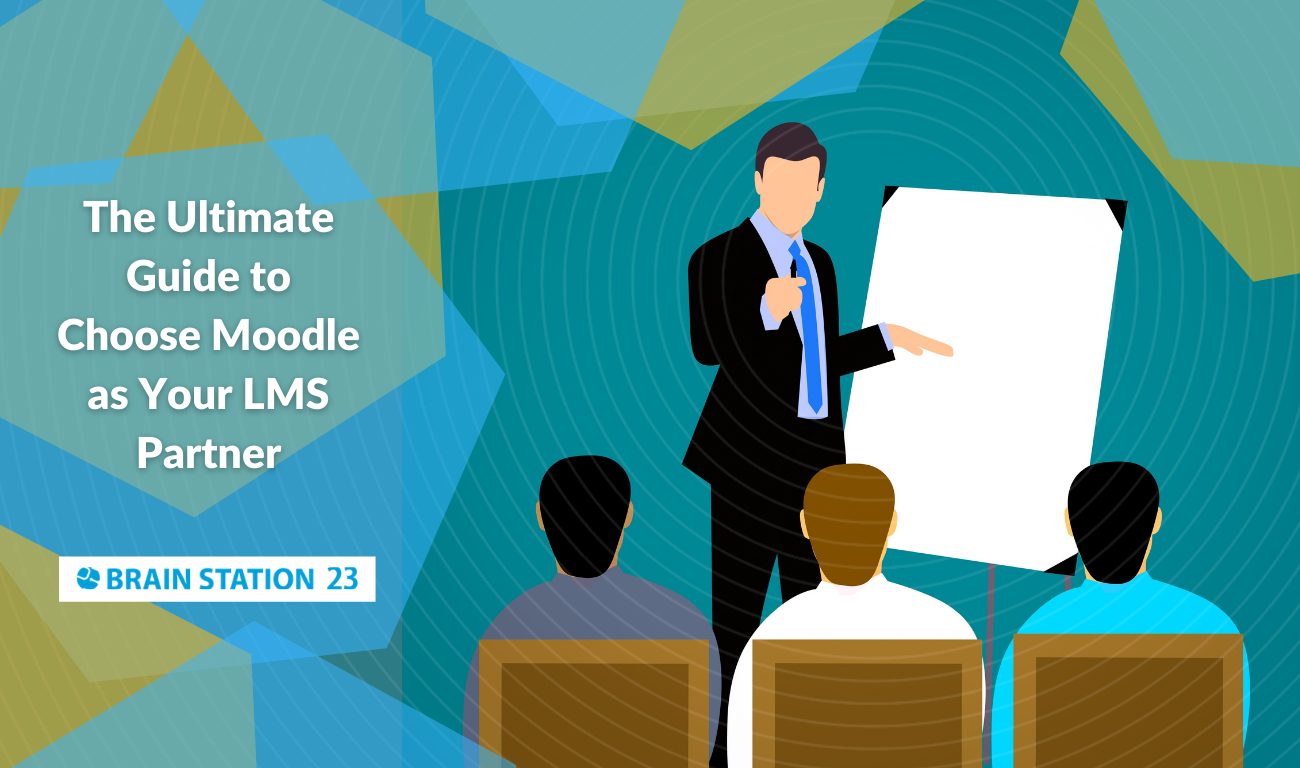 The Ultimate
Guide to
Choose Moodle
as Your LMS
Partner
BRAIN STATION 23